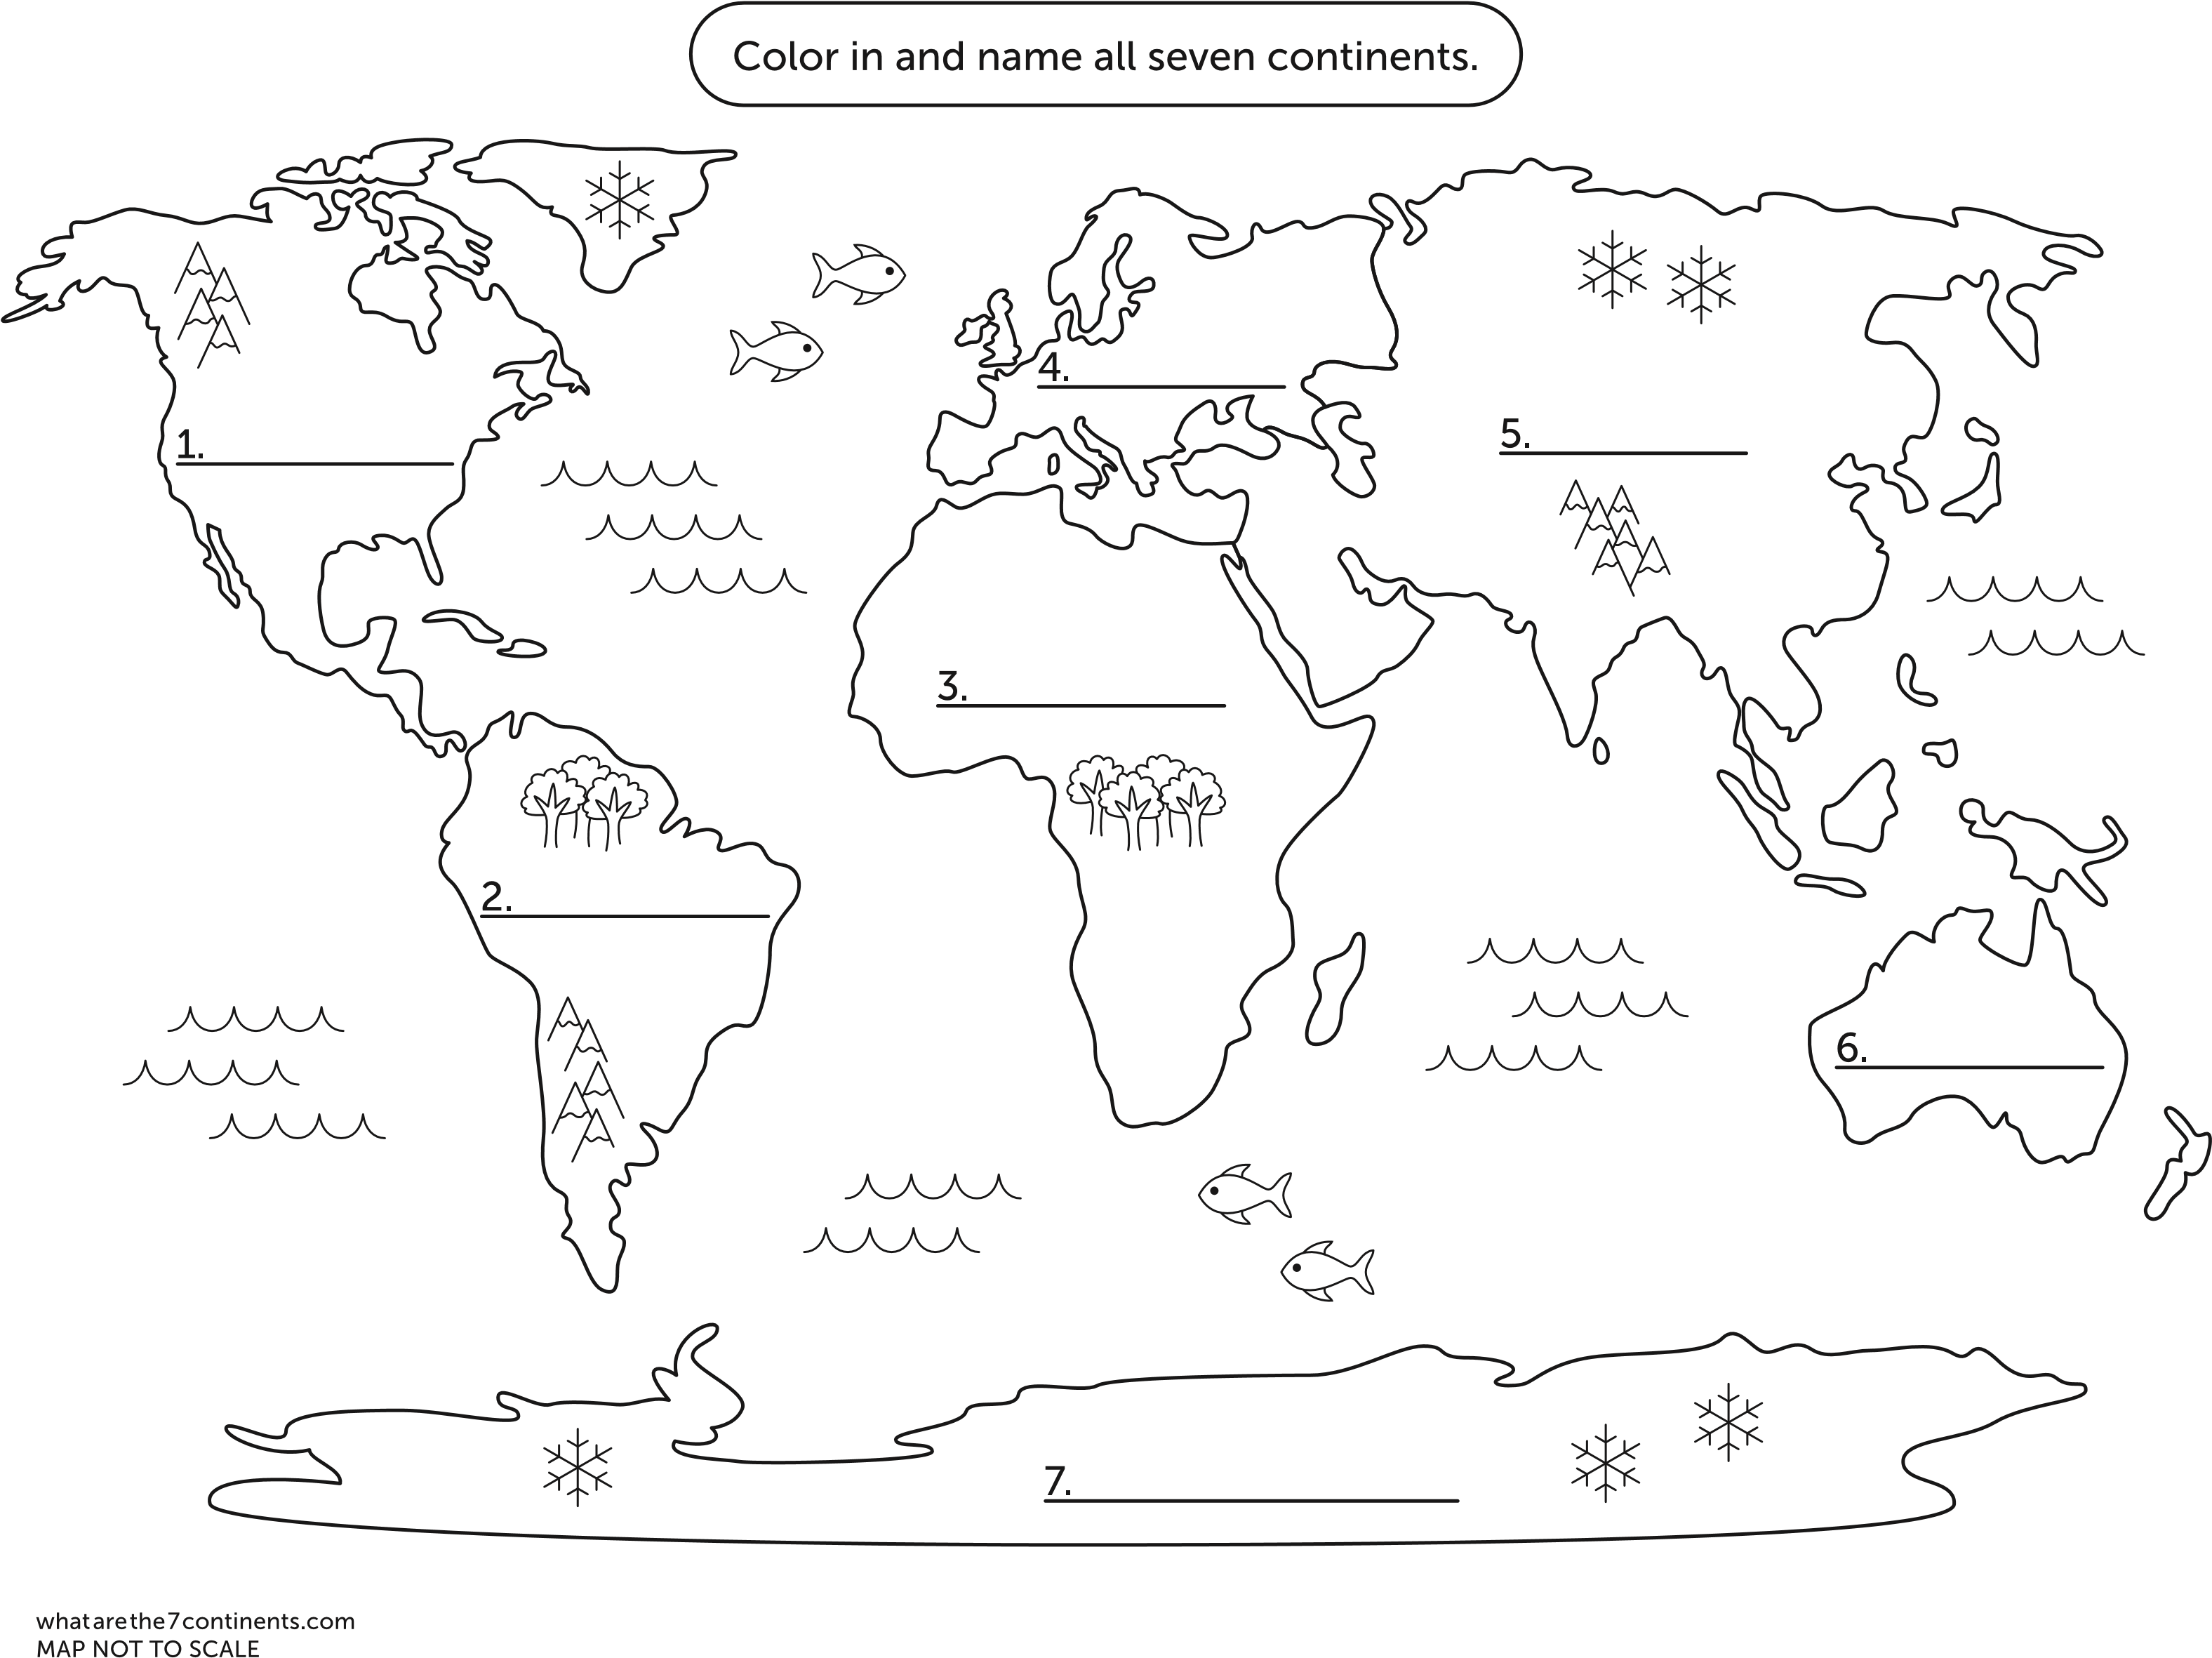 Color in and name all seven continents.
4.
5.
1.
3.
2.
6.
7.
whatarethe7continents.com
MAP NOT TO SCALE